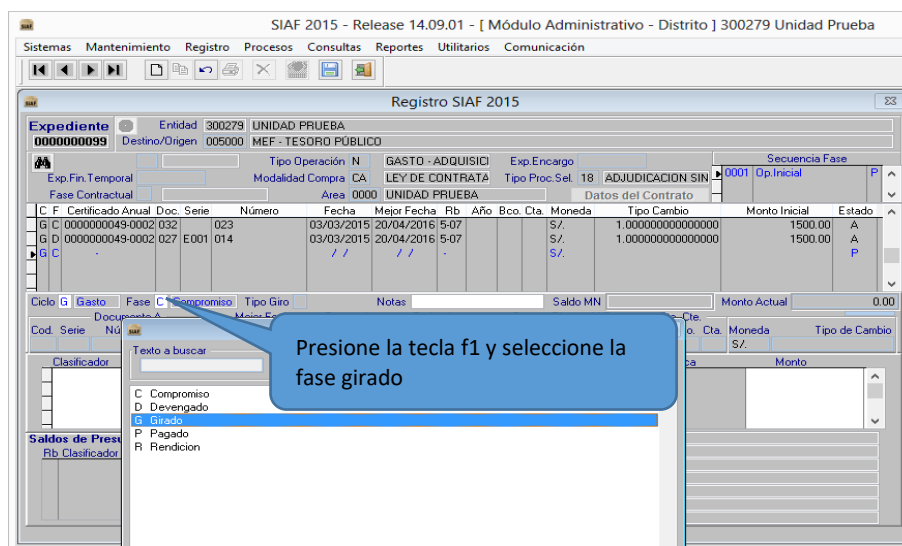 SIAF 2015 - Release 14.09.01 - [ Módulo Administrativo - Distrito ] 300279 Unidad Prueba
Sistemas Mantenimiento Registro Procesos Consultas Reportes Utilitarios Comunicación
Registro SIAF 2015
Expediente Entidad 300279 UNIDAD PRUEBA
0000000099 Destino/Origen 005000 MEF - TESORO PÚBLICO
Tipo Operación N GASTO - ADQUISICI Exp.Encargo Secuencia Fase
Exp.Fin.Temporal Modalidad Compra CA LEY DE CONTRATA Tipo Proc.Sel. 18 ADJUDICACION SIN 0001 Op.Inicial P
Fase Contractual Area 0000 UNIDAD PRUEBA Datos del Contrato
C F Certificado Anual Doc. Serie Número Fecha Mejor Fecha Rb Año Bco. Cta. Moneda Tipo Cambio Monto Inicial Estado
G C 0000000049-0002 032 023 03/03/2015 20/04/2016 5-07 S/. 1.000000000000000 1500.00 A
G D 0000000049-0002 027 E001 014 03/03/2015 20/04/2016 5-07 S/. 1.000000000000000 1500.00 A
G C - / / / / - S/. P
Ciclo G Gasto Fase C Compromiso Tipo Giro Notas Saldo MN Monto Actual 0.00
Documento A
Cte.
Cod. Serie Cta. Moneda Tipo de Cambio
S/.
Clasificador Monto
Texto a buscar
Presione la tecla f1 y seleccione la
fase girado
C Compromiso
D Devengado
G Girado
P Pagado
R Rendicion
Saldos de
Rb Clasificador